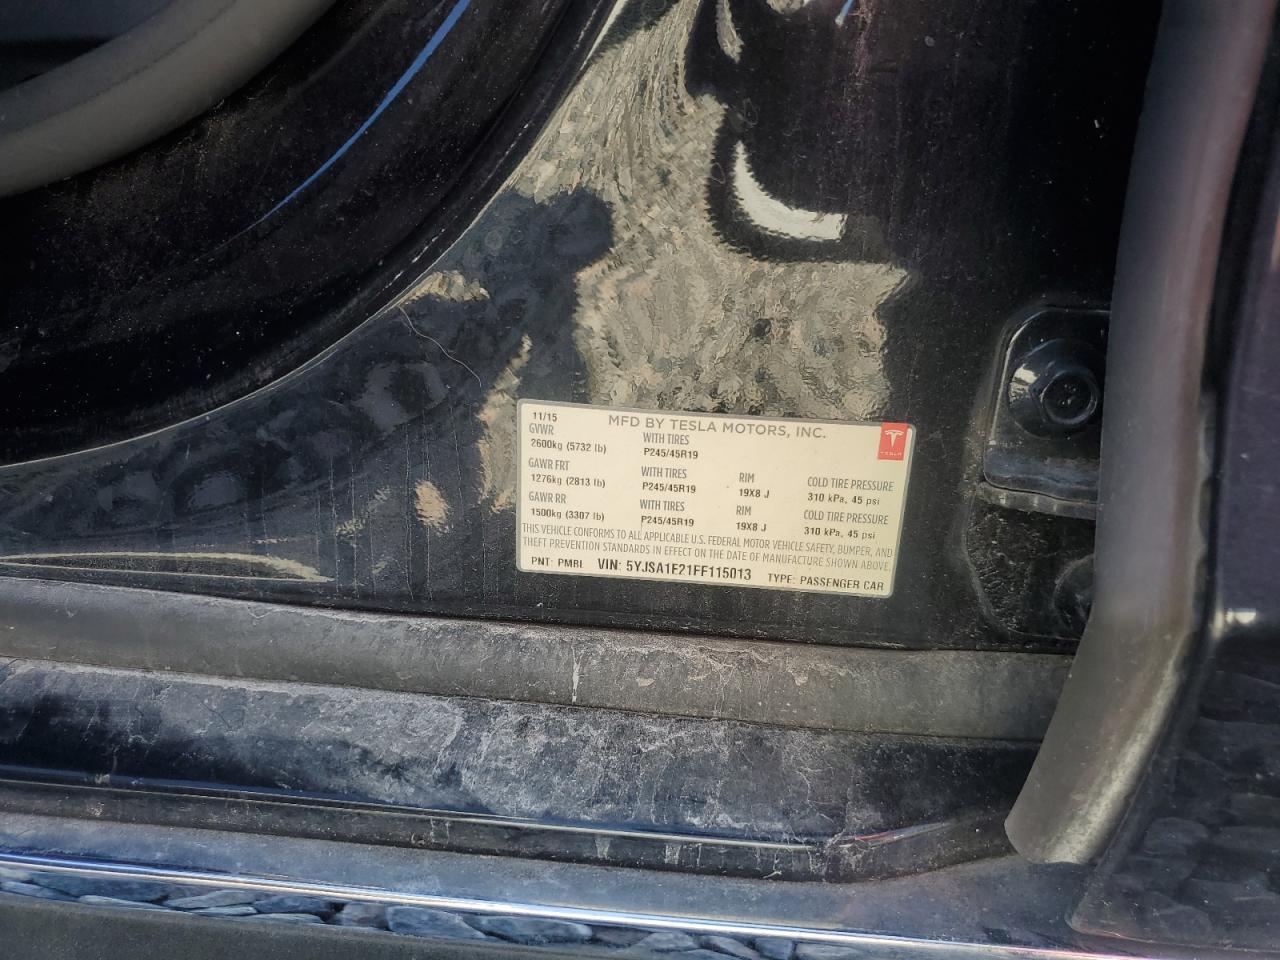 11/15 MFD BY TESLA MOTORS, INC.
GVWR WITH TIRES
2600kg (5732 lb) P245/45R19
GAWR FRT WITH TIRES RIM COLD TIRE PRESSURE
1276kg (2813 lb) P245/45R19 19X8 J 310 kPa, 45 psi
GAWR RR WITH TIRES RIM COLD TIRE PRESSURE
1500kg (3307 lb) P245/45R19 19X8 J 310 kPa, 45 psi
THIS VEHICLE CONFORMS TO ALL APPLICABLE U.S. FEDERAL MOTOR VEHICLE SAFETY, BUMPER, AND
THEFT PREVENTION STANDARDS IN EFFECT ON THE DATE OF MANUFACTURE SHOWN ABOVE.
PNT: PMBL VIN: 5YJSA1E21FF115013 TYPE: PASSENGER CAR
TESLA